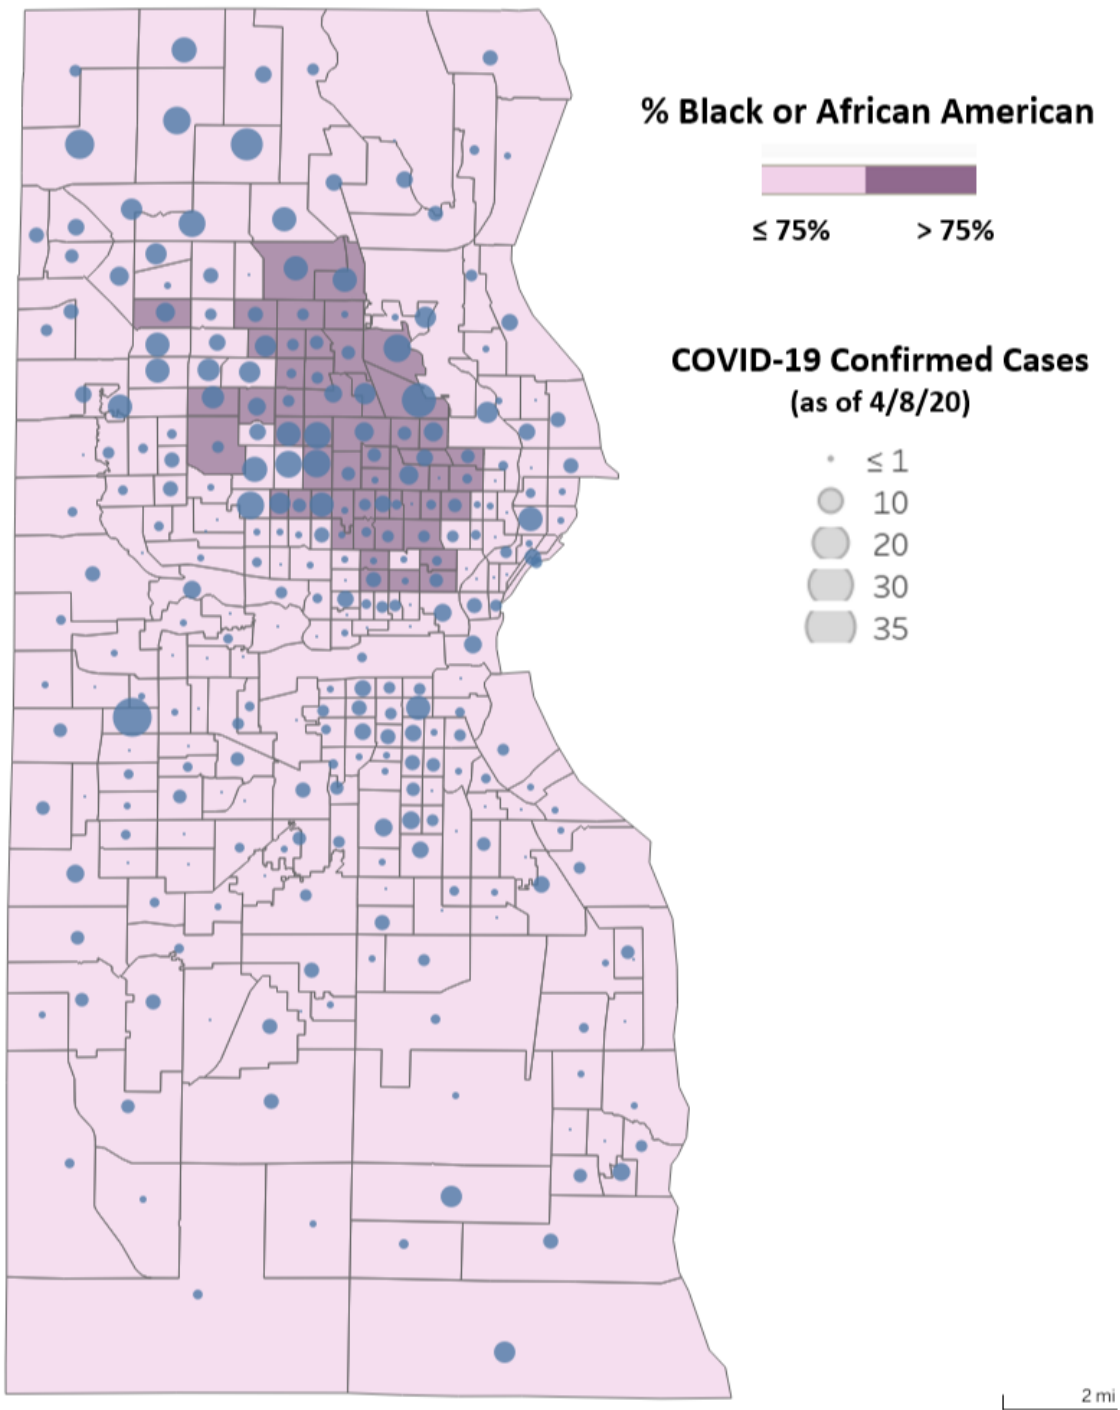 % Black or African American
≤ 75%
> 75%
COVID-19 Confirmed Cases
(as of 4/8/20)
≤ 1
10
20
30
35
2 mi